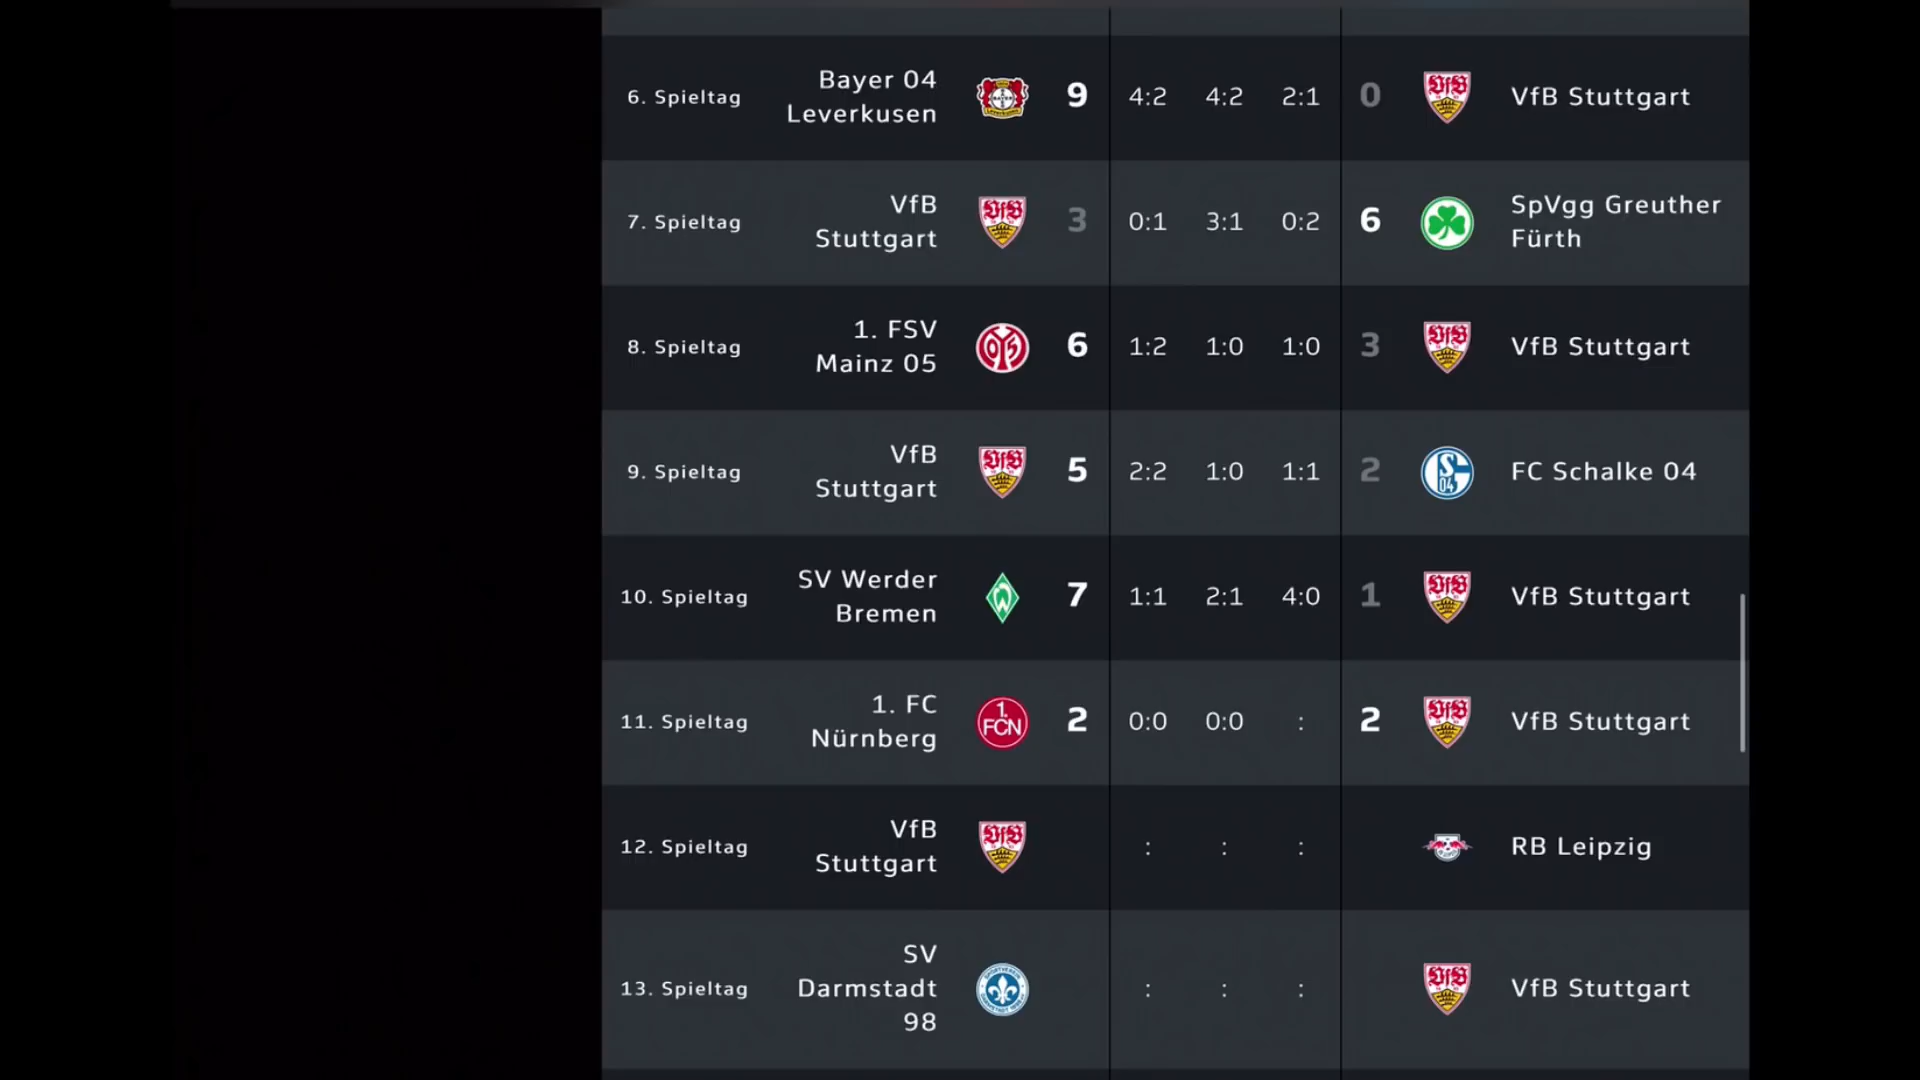 6. Spieltag Bayer 04 Leverkusen 9 4:2 4:2 2:1 0 VfB Stuttgart
7. Spieltag VfB Stuttgart 3 0:1 3:1 0:2 6 SpVgg Greuther Fürth
8. Spieltag 1. FSV Mainz 05 6 1:2 1:0 1:0 3 VfB Stuttgart
9. Spieltag VfB Stuttgart 5 2:2 1:0 1:1 2 FC Schalke 04
10. Spieltag SV Werder Bremen 7 1:1 2:1 4:0 1 VfB Stuttgart
11. Spieltag 1. FC Nürnberg 2 0:0 0:0 : 2 VfB Stuttgart
12. Spieltag VfB Stuttgart : : : RB Leipzig
13. Spieltag SV Darmstadt 98 : : : VfB Stuttgart